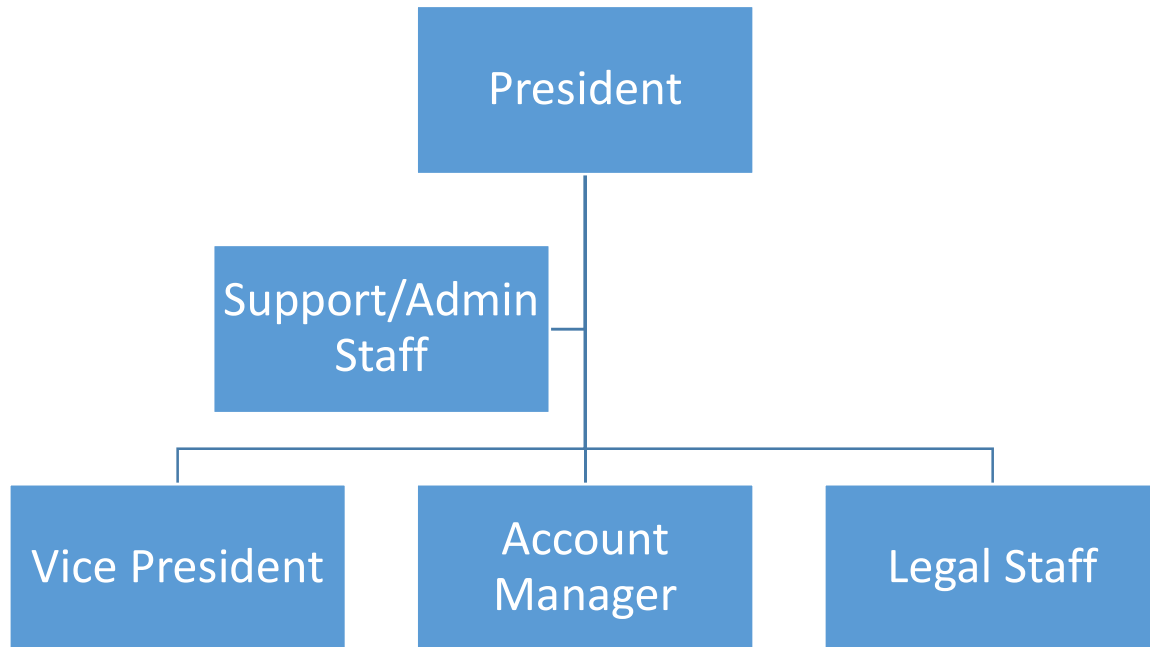 President
Support/Admin
Staff
Vice President
Account
Manager
Legal Staff